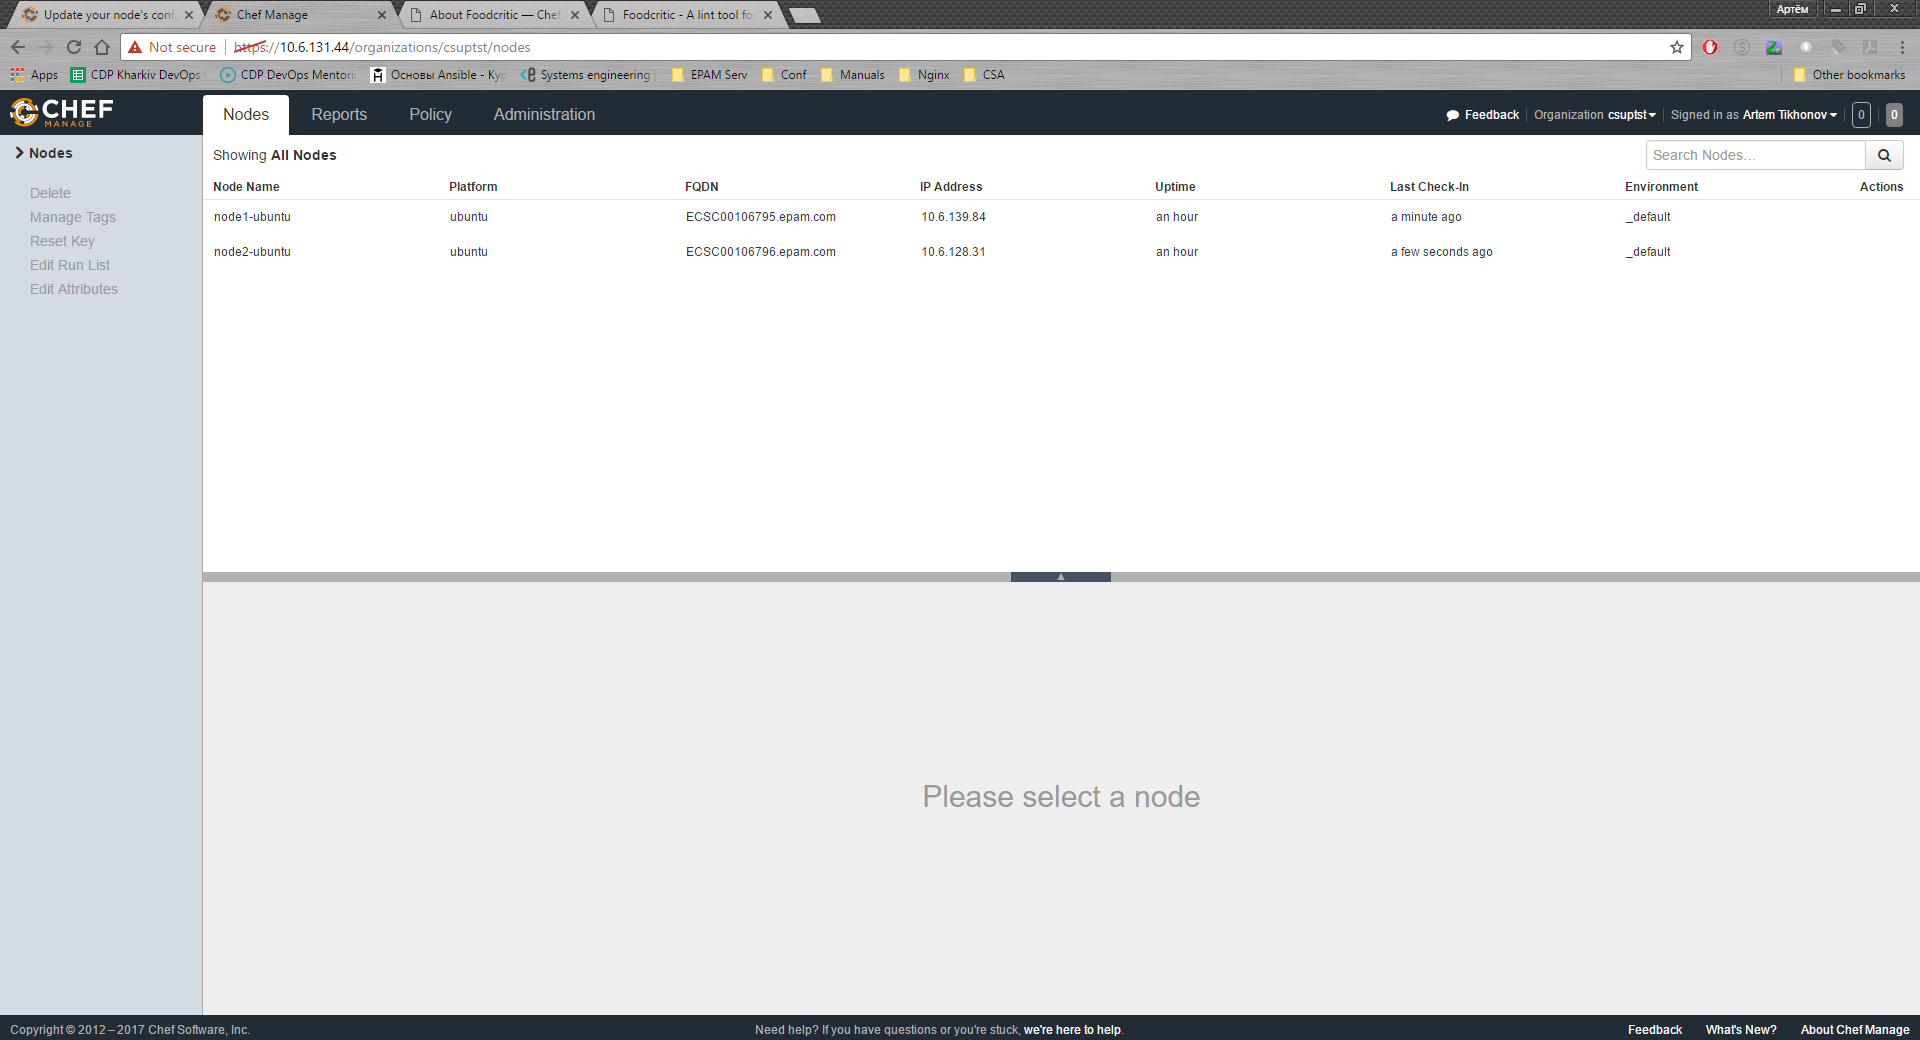 Update your node's conf
Chef Manage
About Foodcritic — Chef
Foodcritic - A lint tool fo
Артём
Not secure
https://10.6.131.44/organizations/csuptst/nodes
Apps
CDP Kharkiv DevOps
CDP DevOps Mentori
Основы Ansible - Кур
Systems engineering
EPAM Serv
Conf
Manuals
Nginx
CSA
Other bookmarks
CHEF
MANAGE
Nodes
Reports
Policy
Administration
Feedback
Organization csuptst
Signed in as Artem Tikhonov
0
0
Nodes
Delete
Manage Tags
Reset Key
Edit Run List
Edit Attributes
Showing All Nodes
Search Nodes...
Node Name Platform FQDN IP Address Uptime Last Check-In Environment Actions
node1-ubuntu ubuntu ECSC00106795.epam.com 10.6.139.84 an hour a minute ago _default
node2-ubuntu ubuntu ECSC00106796.epam.com 10.6.128.31 an hour a few seconds ago _default
Please select a node
Copyright © 2012 – 2017 Chef Software, Inc.
Need help? If you have questions or you're stuck, we're here to help.
Feedback
What's New?
About Chef Manage